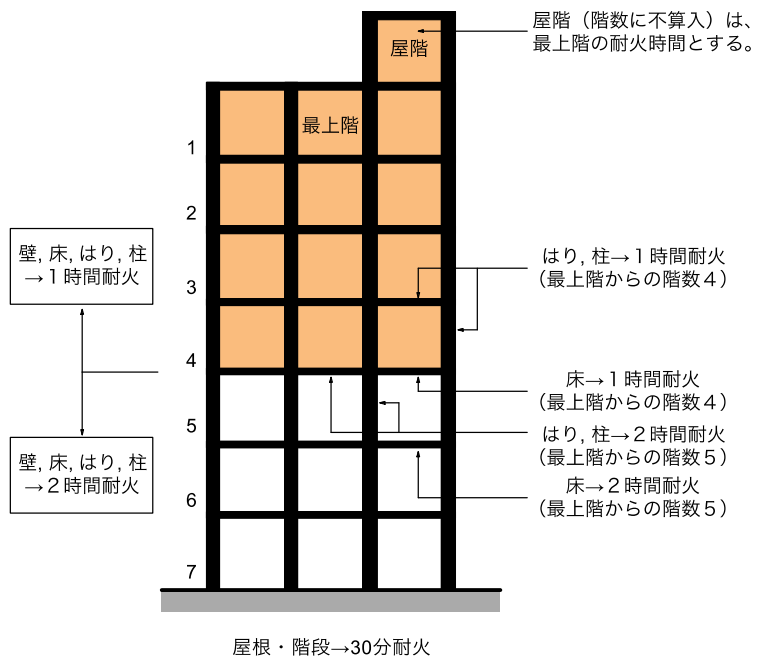 屋階（階数に不算入）は、
最上階の耐火時間とする。
屋階
最上階
1
2
3
4
5
6
7
壁, 床, はり, 柱
→１時間耐火
壁, 床, はり, 柱
→２時間耐火
はり, 柱→１時間耐火
（最上階からの階数４）
床→１時間耐火
（最上階からの階数４）
はり, 柱→２時間耐火
（最上階からの階数５）
床→２時間耐火
（最上階からの階数５）
屋根・階段→30分耐火